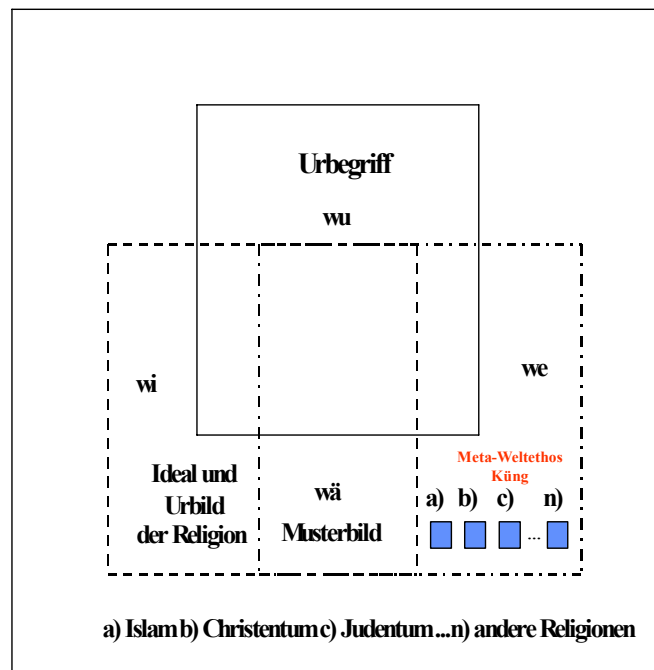 Urbegriff
wu
wi
we
Ideal und
Urbild
der Religion
wä
Musterbild
Meta-Weltethos
Küng
a) b) c) n)
...
a) Islam b) Christentum c) Judentum ... n) andere Religionen